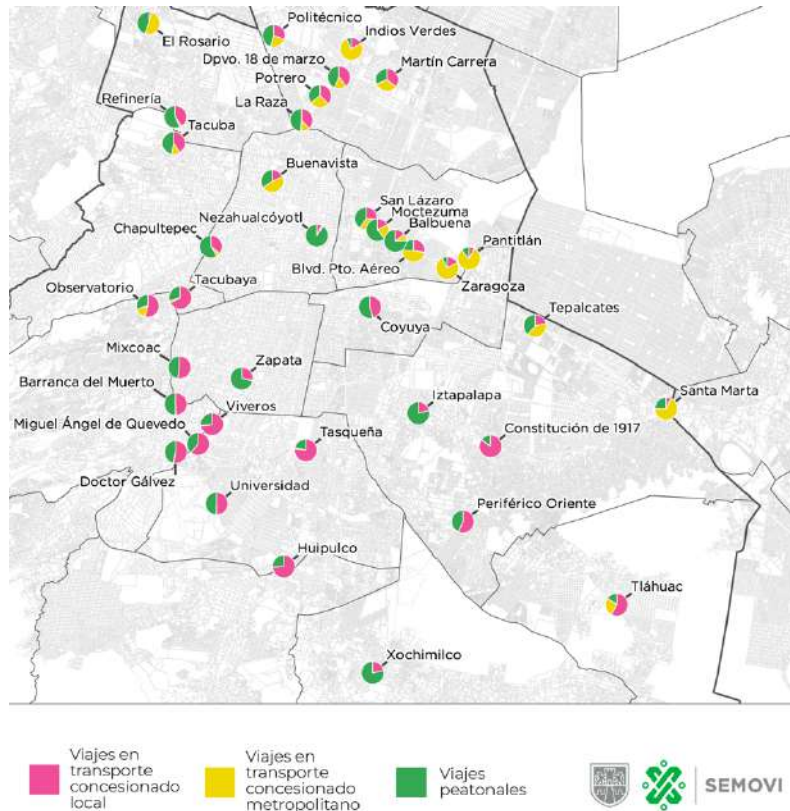 Politécnico
Indios Verdes
El Rosario
Dpvo. 18 de marzo
Martín Carrera
Potrero
Refinería
La Raza
Tacuba
Buenavista
San Lázaro
Moctezuma
Nezahualcóyotl
Balbuena
Chapultepec
Pantitlán
Blvd. Pto. Aéreo
Zaragoza
Observatorio
Tacubaya
Coyuya
Tepalcates
Mixcoac
Zapata
Barranca del Muerto
Iztapalapa
Santa Marta
Viveros
Miguel Ángel de Quevedo
Tasqueña
Constitución de 1917
Doctor Gálvez
Universidad
Periférico Oriente
Huipulco
Tláhuac
Xochimilco
Viajes en
transporte
concesionado
local
Viajes en
transporte
concesionado
metropolitano
Viajes
peatonales
SEMOVI